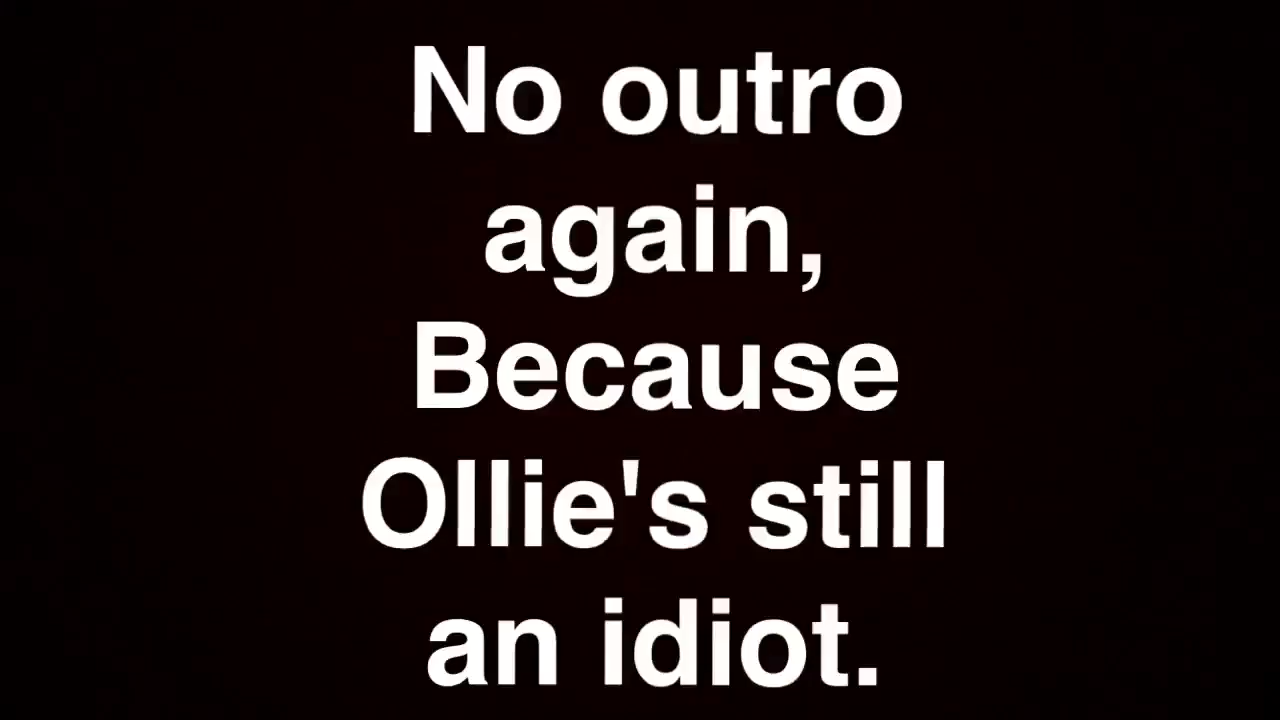 No outro
again,
Because
Ollie's still
an idiot.